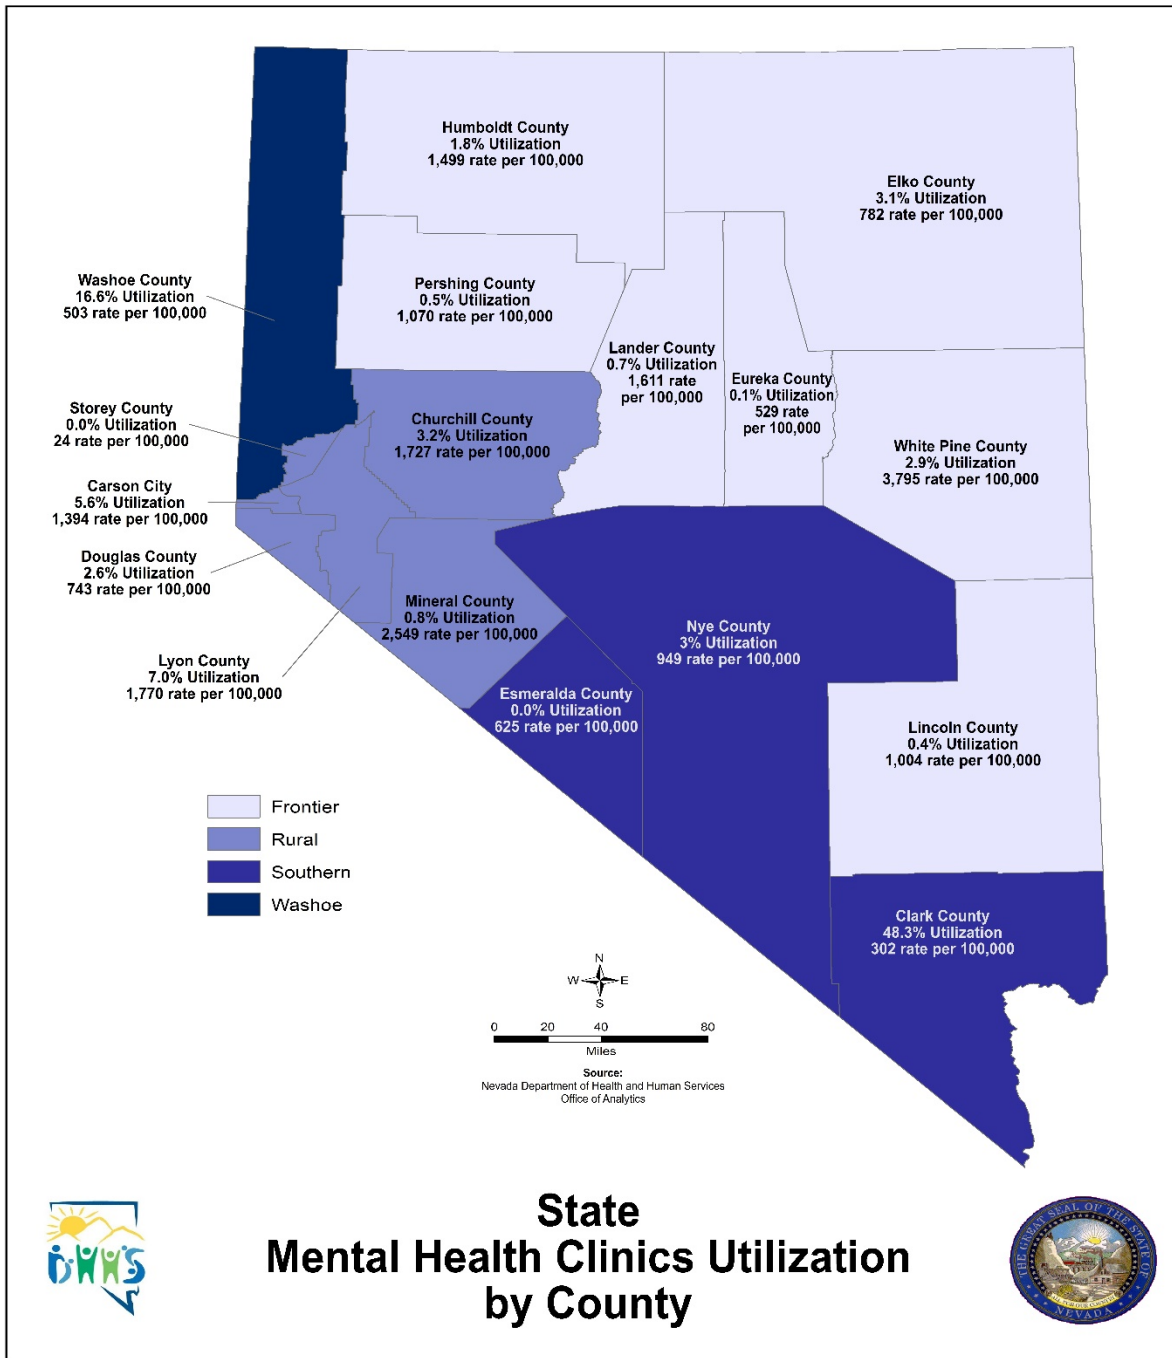 Humboldt County
1.8% Utilization
1,499 rate per 100,000
Elko County
3.1% Utilization
782 rate per 100,000
Washoe County
16.6% Utilization
503 rate per 100,000
Pershing County
0.5% Utilization
1,070 rate per 100,000
Lander County
0.7% Utilization
1,611 rate
per 100,000
Eureka County
0.1% Utilization
529 rate
per 100,000
Storey County
0.0% Utilization
24 rate per 100,000
Churchill County
3.2% Utilization
1,727 rate per 100,000
White Pine County
2.9% Utilization
3,795 rate per 100,000
Carson City
5.6% Utilization
1,394 rate per 100,000
Douglas County
2.6% Utilization
743 rate per 100,000
Mineral County
0.8% Utilization
2,549 rate per 100,000
Nye County
3% Utilization
949 rate per 100,000
Lyon County
7.0% Utilization
1,770 rate per 100,000
Esmeralda County
0.0% Utilization
625 rate per 100,000
Lincoln County
0.4% Utilization
1,004 rate per 100,000
Frontier
Rural
Southern
Washoe
Clark County
48.3% Utilization
302 rate per 100,000
N
W E
S
0 20 40 80
Miles
Source:
Nevada Department of Health and Human Services
Office of Analytics
State
Mental Health Clinics Utilization
by County
DHHS
THE GREAT SEAL OF THE STATE OF
NEVADA